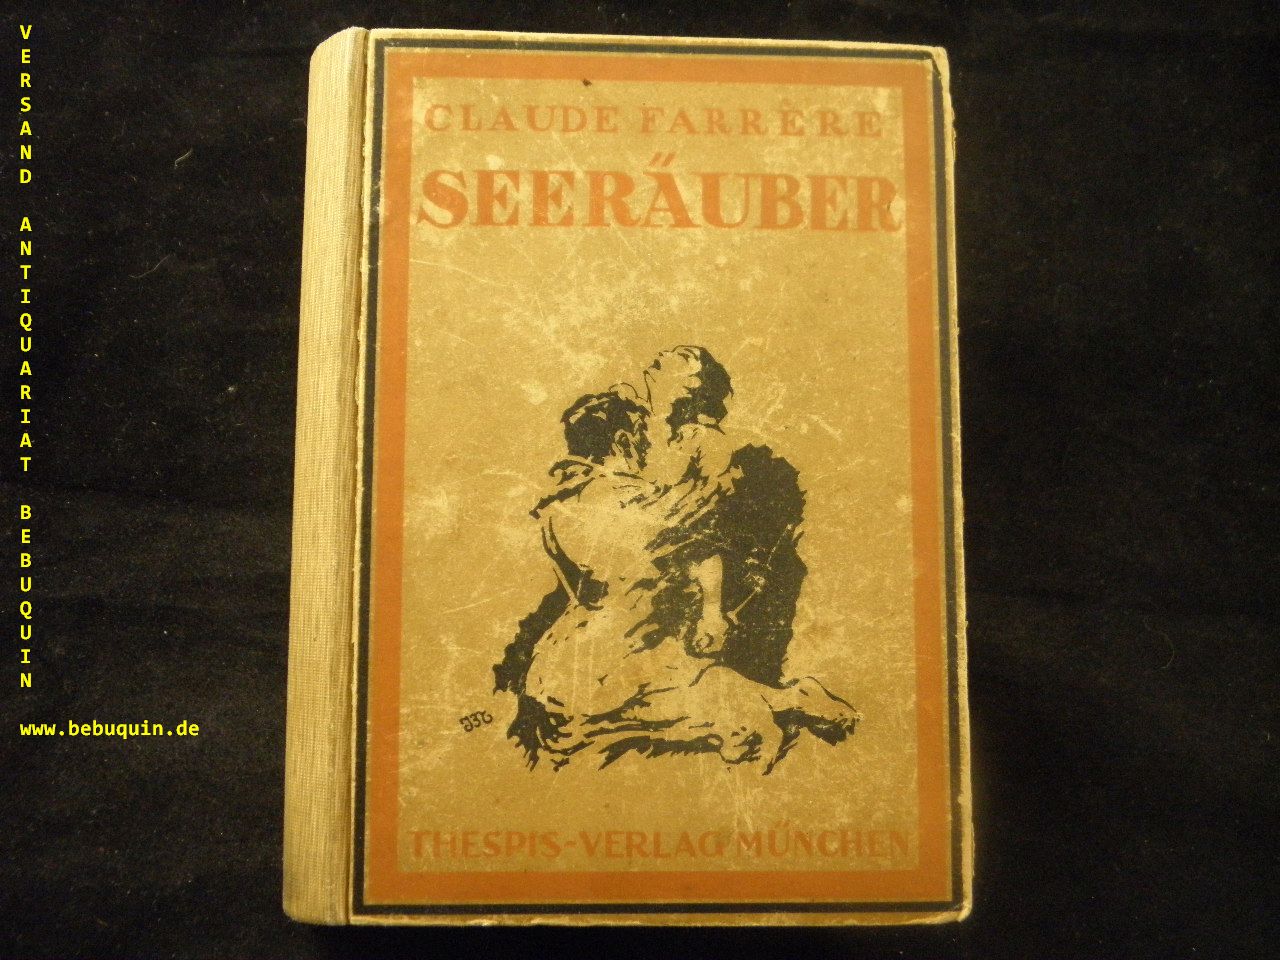 VERSAND ANTIQUARIAT BEBUQUIN
www.bebuquin.de
CLAUDE FARRÈRE
SEERÄUBER
THESPIS-VERLAG MÜNCHEN